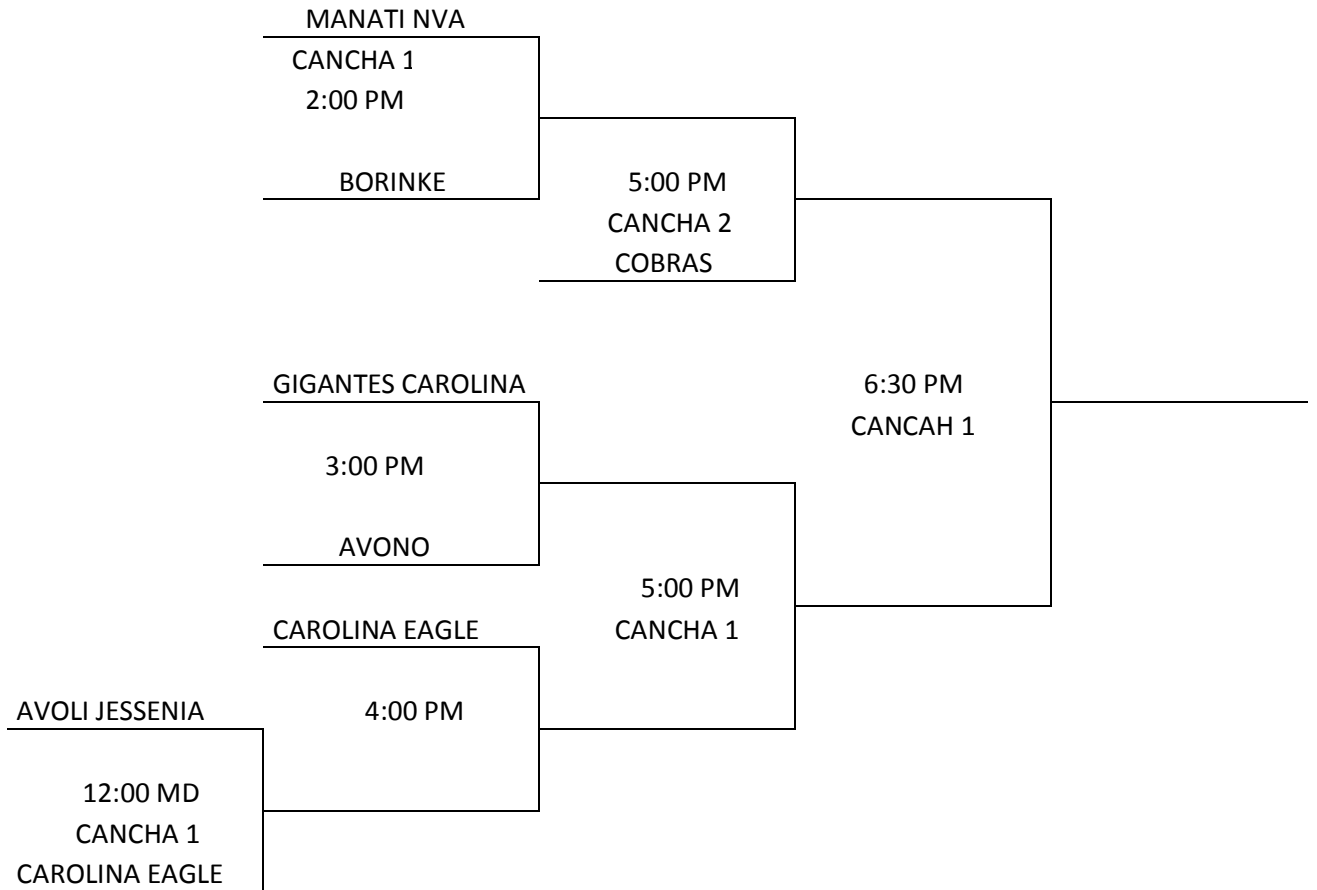 MANATI NVA
CANCHA 1
2:00 PM
BORINKE
5:00 PM
CANCHA 2
COBRAS
GIGANTES CAROLINA
6:30 PM
CANCAH 1
3:00 PM
AVONO
5:00 PM
CAROLINA EAGLE
CANCHA 1
AVOLI JESSENIA
4:00 PM
12:00 MD
CANCHA 1
CAROLINA EAGLE